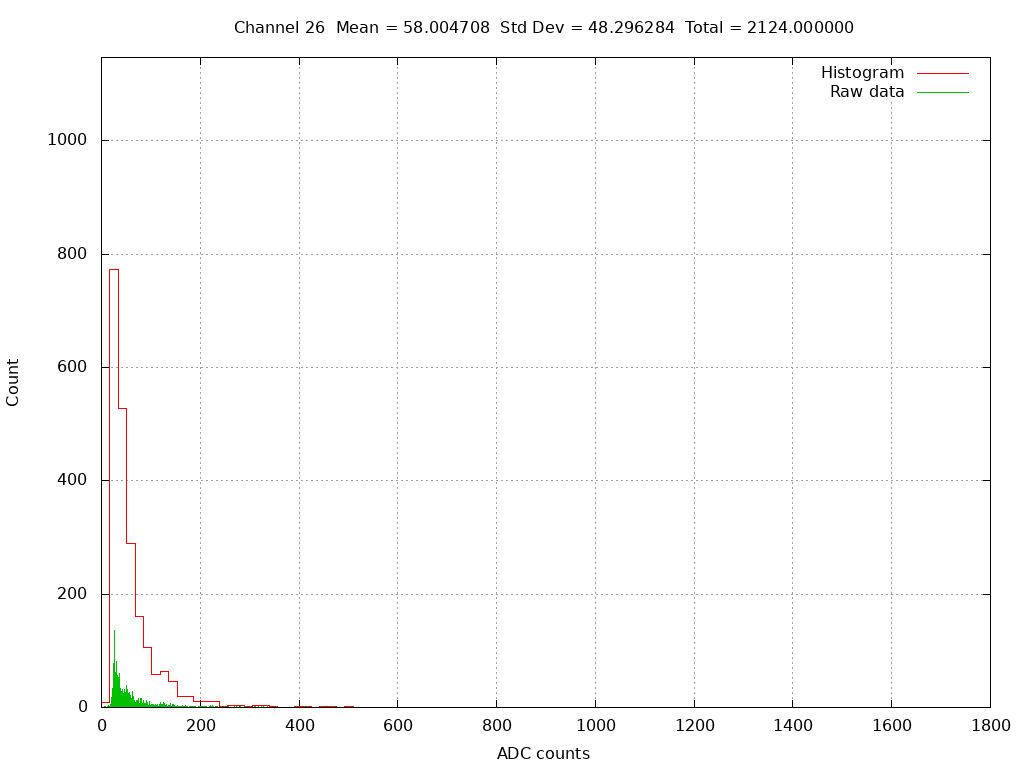 Channel 26  Mean = 58.004708  Std Dev = 48.296284  Total = 2124.000000
Histogram
Raw data
1000
800
600
400
200
0
Count
0 200 400 600 800 1000 1200 1400 1600 1800
ADC counts